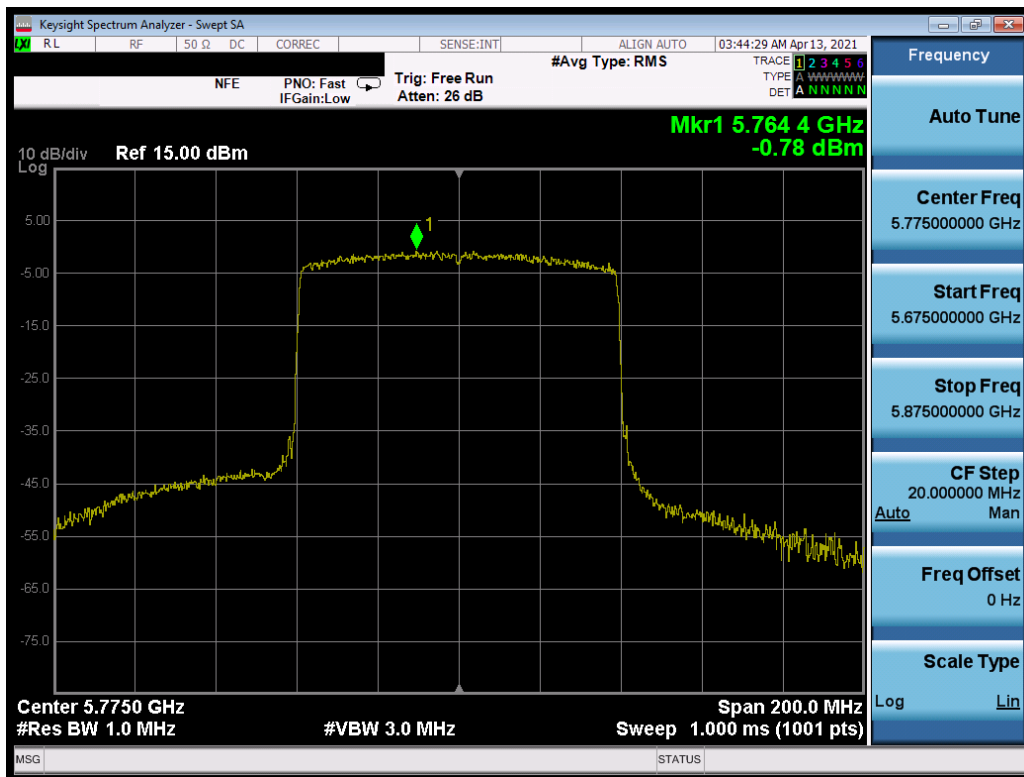 Keysight Spectrum Analyzer - Swept SA
LXI RL RF 50 Ω DC CORREC SENSE:INT ALIGN AUTO 03:44:29 AM Apr 13, 2021
NFE PNO: Fast IFGain:Low
Trig: Free Run
Atten: 26 dB
#Avg Type: RMS
TRACE 1 2 3 4 5 6
TYPE A WWWWW
DET A N N N N N
Mkr1 5.764 4 GHz
-0.78 dBm
10 dB/div Ref 15.00 dBm
Log
1
5.00
-5.00
-15.0
-25.0
-35.0
-45.0
-55.0
-65.0
-75.0
Center 5.7750 GHz Span 200.0 MHz
#Res BW 1.0 MHz #VBW 3.0 MHz Sweep 1.000 ms (1001 pts)
MSG STATUS
Frequency
Auto Tune
Center Freq
5.775000000 GHz
Start Freq
5.675000000 GHz
Stop Freq
5.875000000 GHz
CF Step
20.000000 MHz
Auto Man
Freq Offset
0 Hz
Scale Type
Log Lin